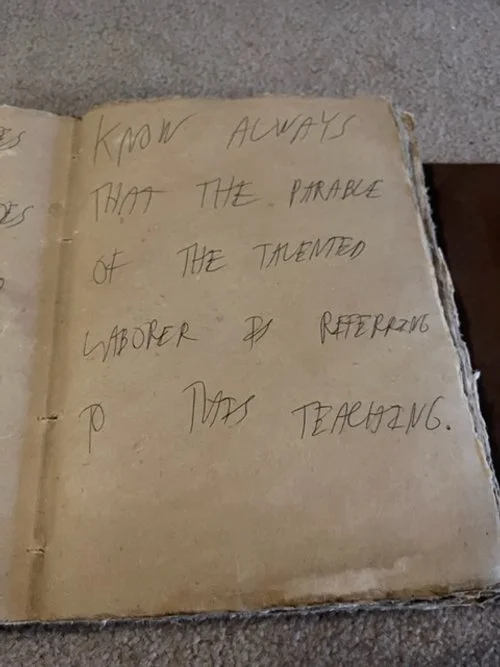 KNOW ALWAYS
THAT THE PARABLE
OF THE TALENTED
LABORER IS REFERRING
TO THIS TEACHING.